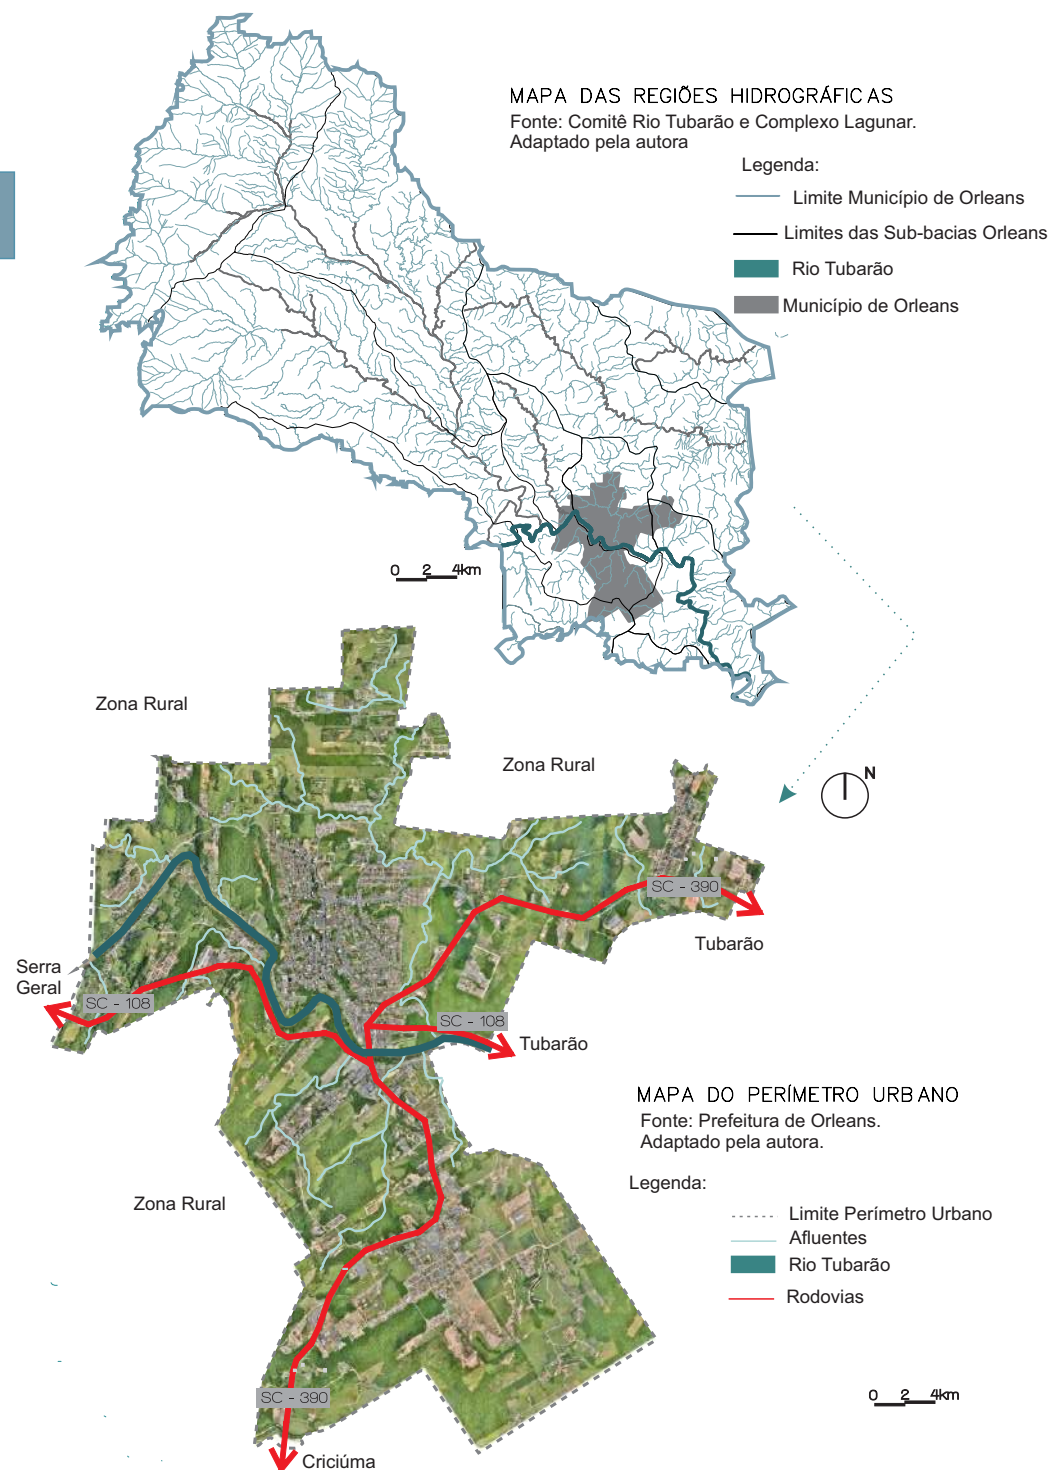 MAPA DAS REGIÕES HIDROGRÁFICAS
Fonte: Comitê Rio Tubarão e Complexo Lagunar.
Adaptado pela autora
Legenda:
Limite Município de Orleans
Limites das Sub-bacias Orleans
Rio Tubarão
Município de Orleans
0 2 4km
Zona Rural
Zona Rural
N
SC - 390
Tubarão
Serra
Geral
SC - 108
SC - 108
Tubarão
MAPA DO PERÍMETRO URBANO
Fonte: Prefeitura de Orleans.
Adaptado pela autora.
Legenda:
Zona Rural
Limite Perímetro Urbano
Afluentes
Rio Tubarão
Rodovias
SC - 390
0 2 4km
Criciúma